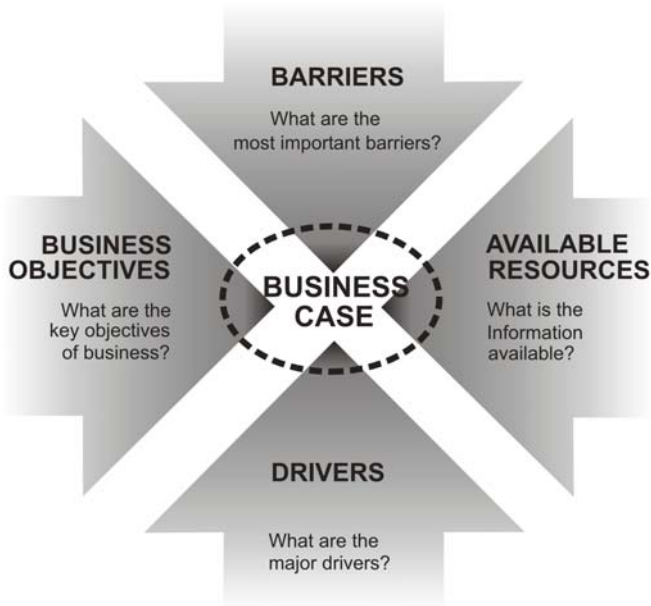 BARRIERS
What are the
most important barriers?
BUSINESS
OBJECTIVES
What are the
key objectives
of business?
BUSINESS
CASE
AVAILABLE
RESOURCES
What is the
Information
available?
DRIVERS
What are the
major drivers?